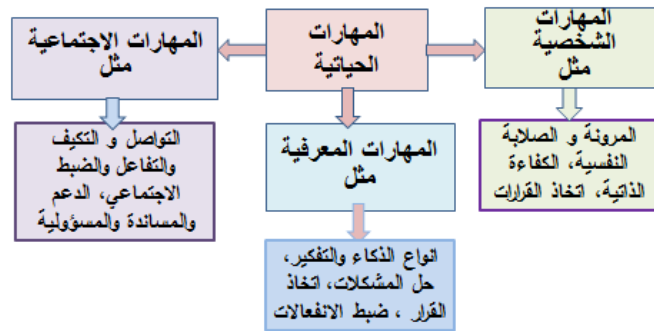 المهارات
الشخصية
مثل
المهارات
الحياتية
المهارات الاجتماعية
مثل
المرونة و الصلابة
النفسية، الكفاءة
الذاتية، اتخاذ القرارات
المهارات المعرفية
مثل
التواصل و التكيف
والتفاعل والضبط
الاجتماعي، الدعم
والمساندة والمسؤولية
انواع الذكاء والتفكير،
حل المشكلات، اتخاذ
القرار ، ضبط الانفعالات